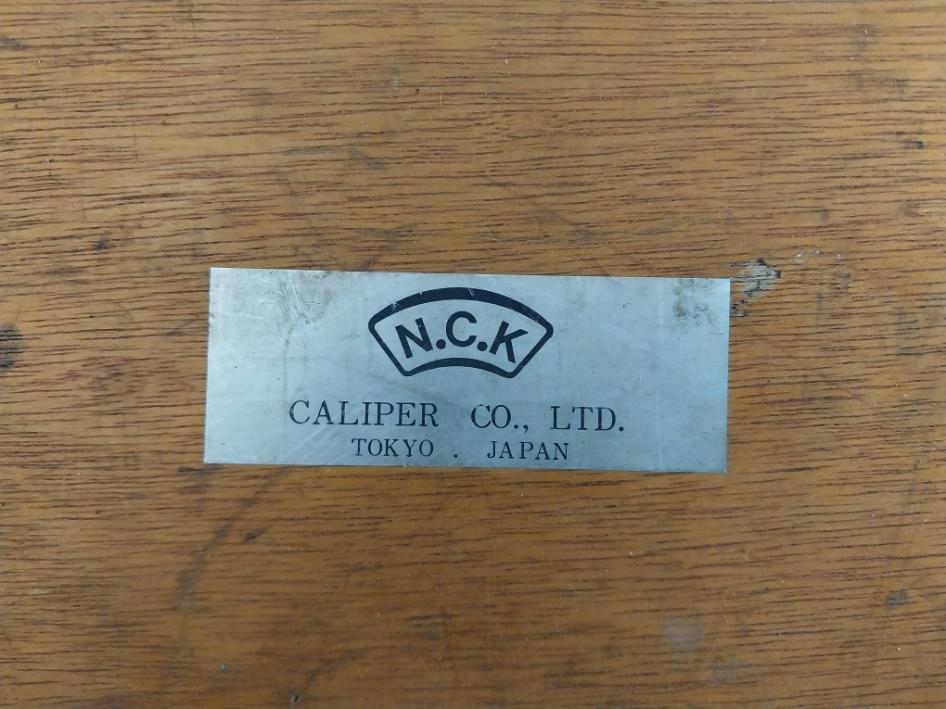 N.C.K
CALIPER CO., LTD.
TOKYO . JAPAN